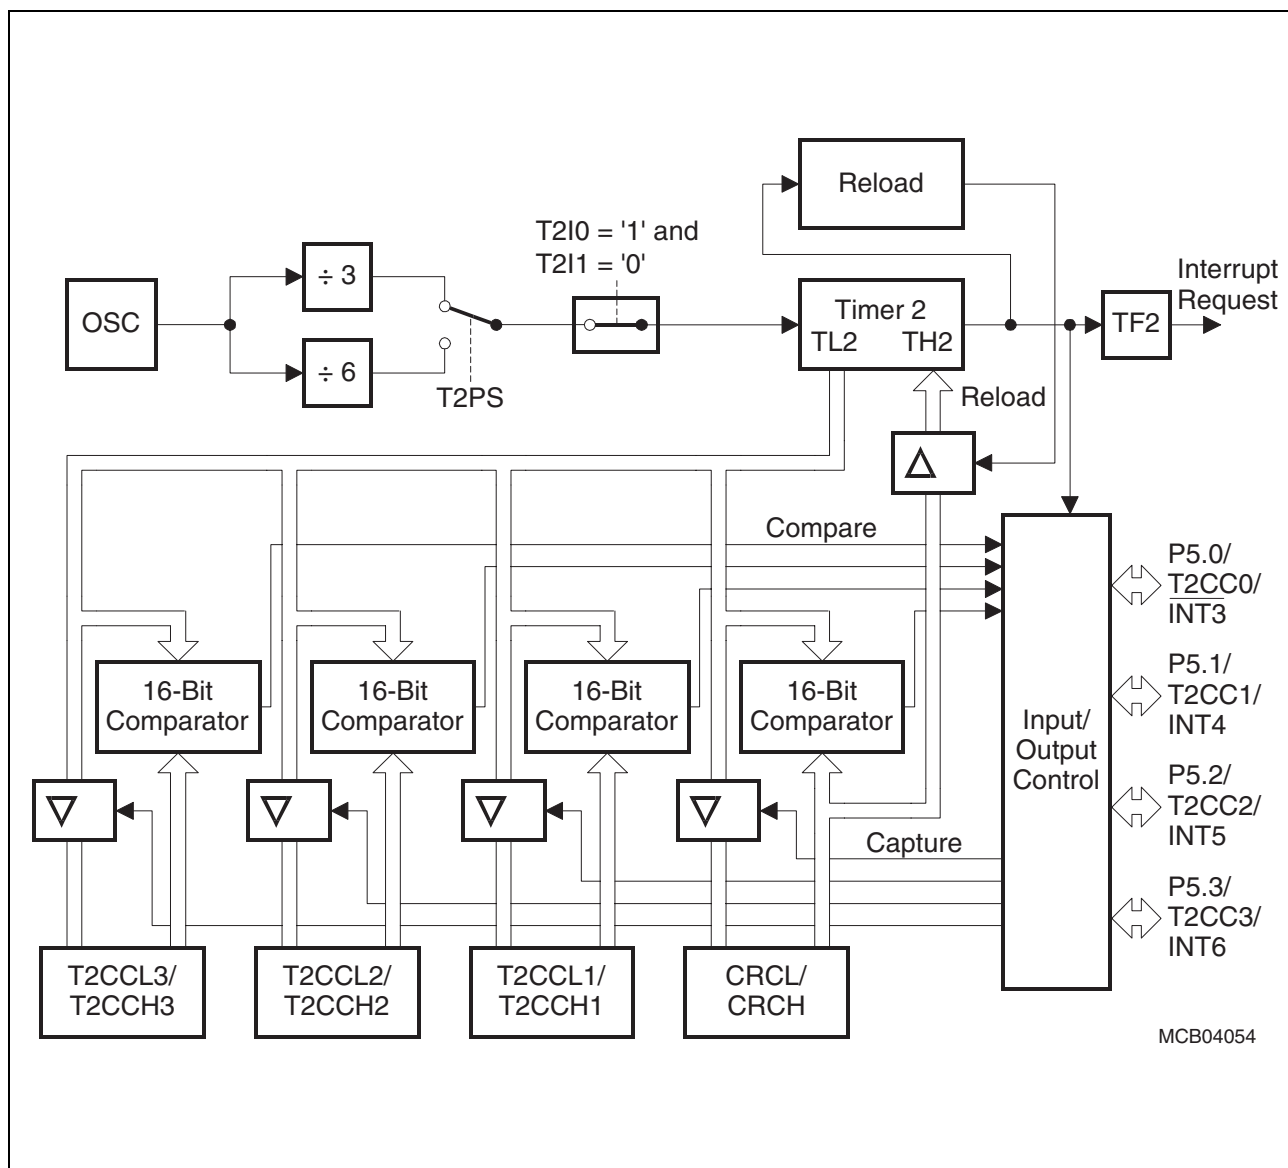 Reload
T2I0 = '1' and
T2I1 = '0'
Interrupt
Request
÷ 3
OSC
Timer 2
TL2 TH2
TF2
÷ 6
T2PS
Reload
Compare
P5.0/
T2CC0/
INT3
16-Bit
Comparator
16-Bit
Comparator
16-Bit
Comparator
16-Bit
Comparator
Input/
Output
Control
P5.1/
T2CC1/
INT4
P5.2/
T2CC2/
INT5
Capture
P5.3/
T2CC3/
INT6
T2CCL3/
T2CCH3
T2CCL2/
T2CCH2
T2CCL1/
T2CCH1
CRCL/
CRCH
MCB04054